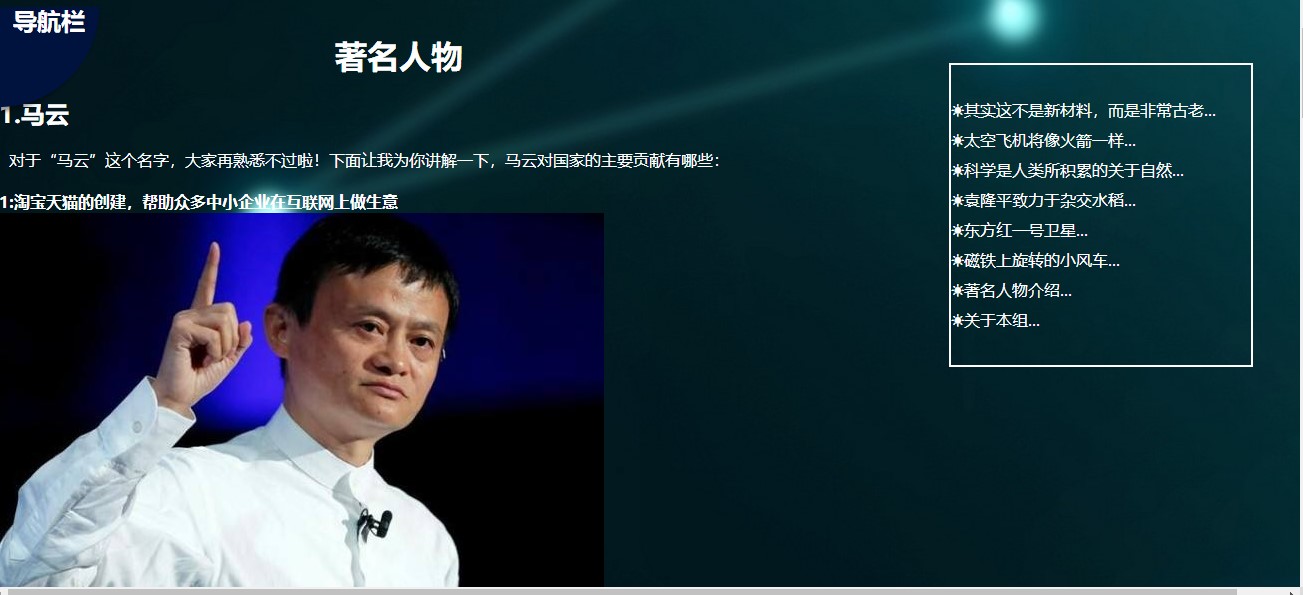 导航栏
著名人物
1.马云
对于“马云”这个名字，大家再熟悉不过啦！下面让我为你讲解一下，马云对国家的主要贡献有哪些：
1:淘宝天猫的创建，帮助众多中小企业在互联网上做生意
✷其实这不是新材料，而是非常古老...
✷太空飞机将像火箭一样...
✷科学是人类所积累的关于自然...
✷袁隆平致力于杂交水稻...
✷东方红一号卫星...
✷磁铁上旋转的小风车...
✷著名人物介绍...
✷关于本组...